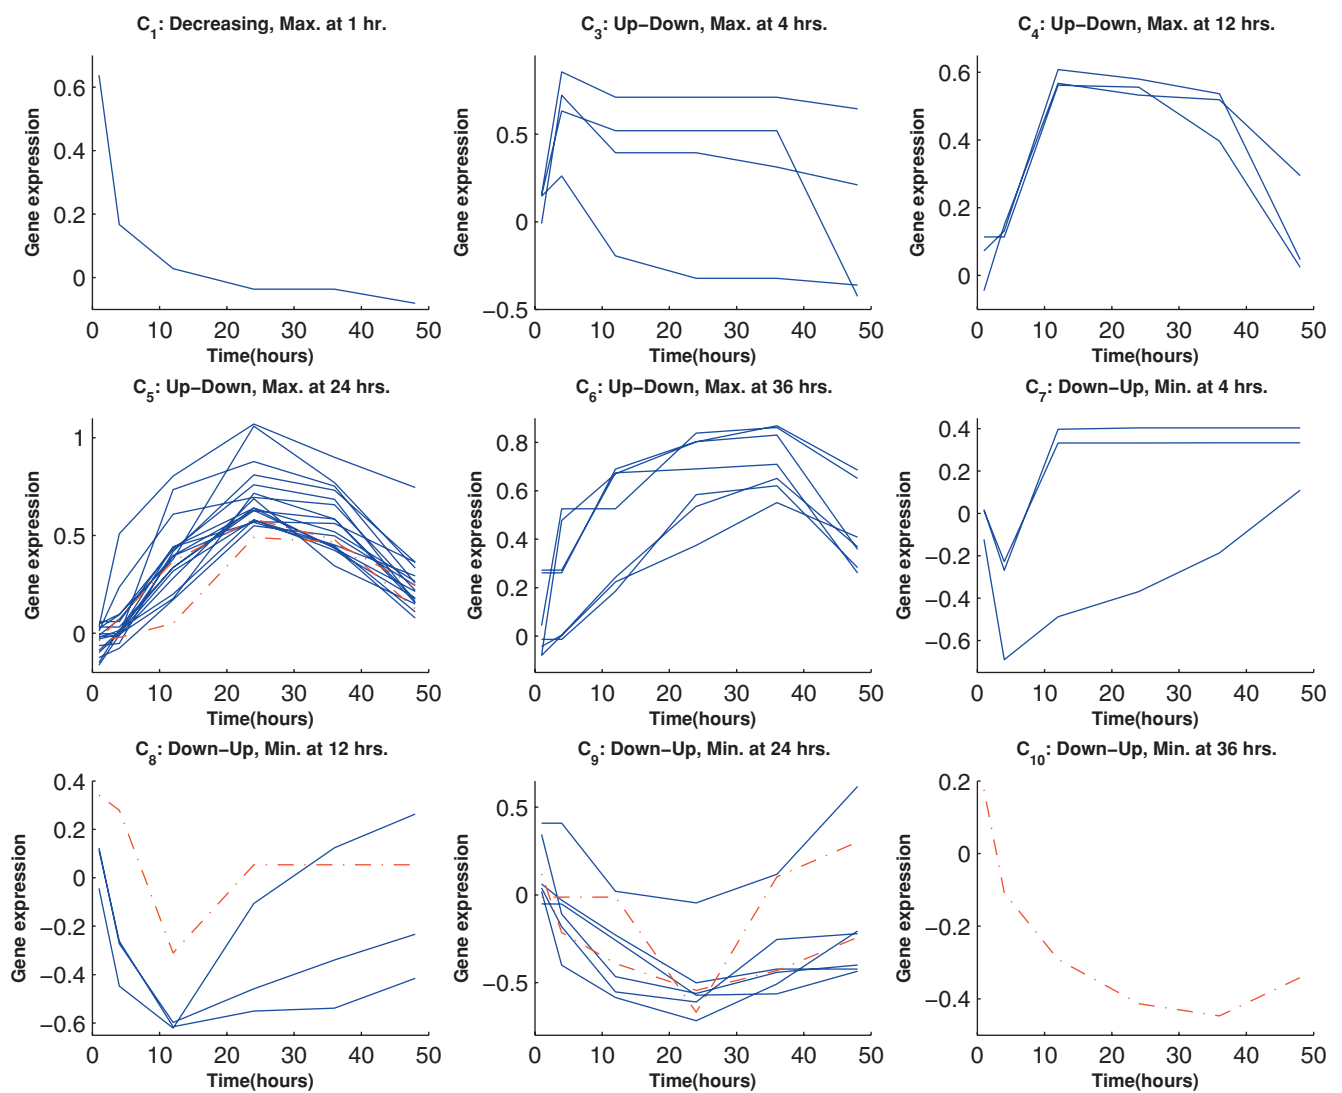 C1: Decreasing, Max. at 1 hr.
Gene expression
0.6
0.4
0.2
0
0 10 20 30 40 50
Time(hours)
C3: Up−Down, Max. at 4 hrs.
Gene expression
0.5
0
−0.5
0 10 20 30 40 50
Time(hours)
C4: Up−Down, Max. at 12 hrs.
Gene expression
0.6
0.4
0.2
0
0 10 20 30 40 50
Time(hours)
C5: Up−Down, Max. at 24 hrs.
Gene expression
1
0.5
0
0 10 20 30 40 50
Time(hours)
C6: Up−Down, Max. at 36 hrs.
Gene expression
0.8
0.6
0.4
0.2
0
0 10 20 30 40 50
Time(hours)
C7: Down−Up, Min. at 4 hrs.
Gene expression
0.4
0.2
0
−0.2
−0.4
−0.6
0 10 20 30 40 50
Time(hours)
C8: Down−Up, Min. at 12 hrs.
Gene expression
0.4
0.2
0
−0.2
−0.4
−0.6
0 10 20 30 40 50
Time(hours)
C9: Down−Up, Min. at 24 hrs.
Gene expression
0.5
0
−0.5
0 10 20 30 40 50
Time(hours)
C10: Down−Up, Min. at 36 hrs.
Gene expression
0.2
0
−0.2
−0.4
0 10 20 30 40 50
Time(hours)